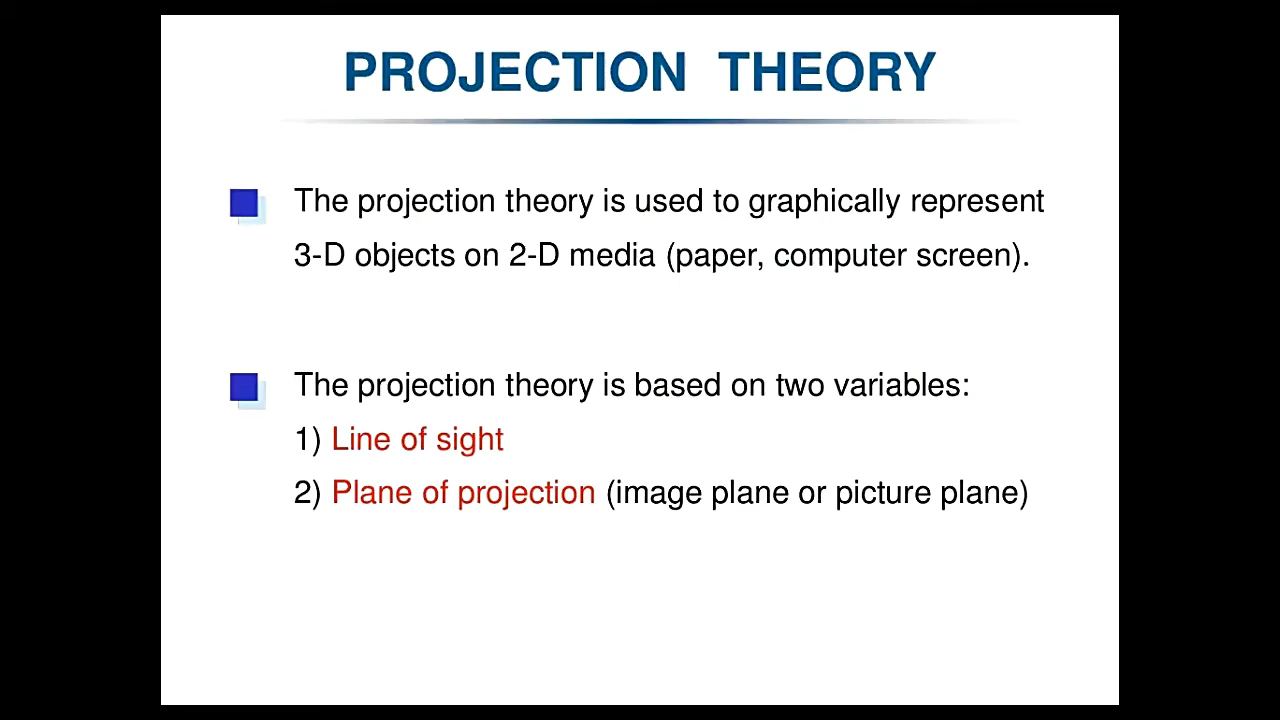 PROJECTION THEORY
The projection theory is used to graphically represent
3-D objects on 2-D media (paper, computer screen).
The projection theory is based on two variables:
1) Line of sight
2) Plane of projection (image plane or picture plane)